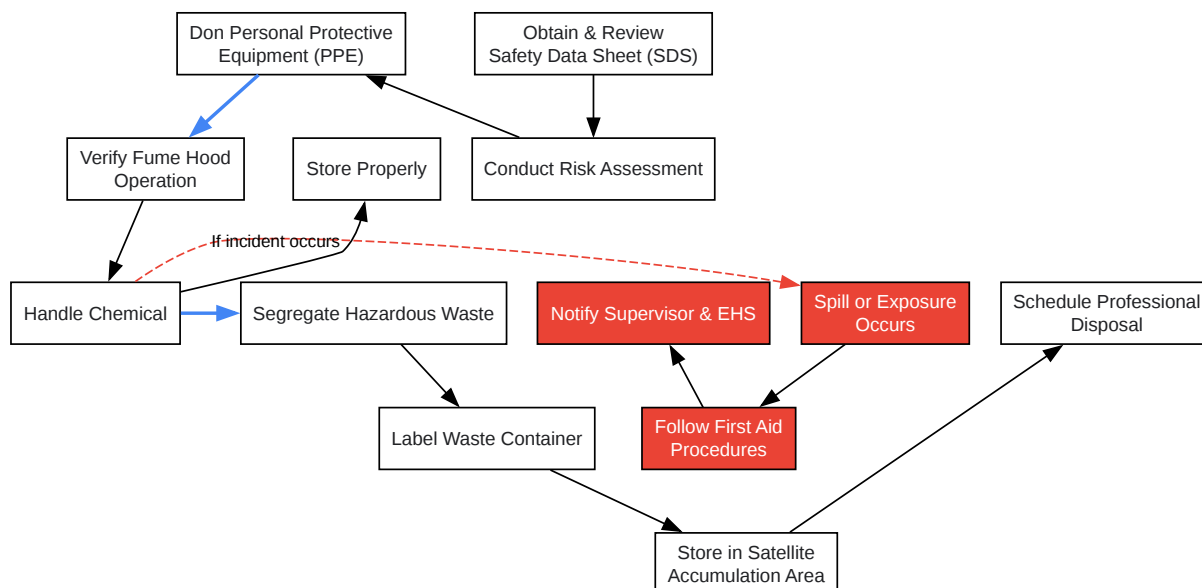 Don Personal Protective
Equipment (PPE)
Obtain & Review
Safety Data Sheet (SDS)
Verify Fume Hood
Operation
Store Properly
Conduct Risk Assessment
If incident occurs
Handle Chemical
Segregate Hazardous Waste
Notify Supervisor & EHS
Spill or Exposure
Occurs
Schedule Professional
Disposal
Label Waste Container
Follow First Aid
Procedures
Store in Satellite
Accumulation Area